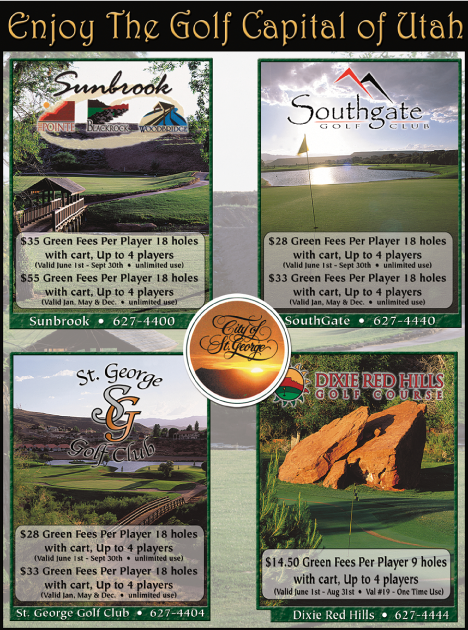 Enjoy The Golf Capital of Utah
Sunbrook
POINTE BLACKROCK WOODBRIDGE
$35 Green Fees Per Player 18 holes
with cart, Up to 4 players
(Valid June 1st - Sept 30th • unlimited use)
$55 Green Fees Per Player 18 holes
with cart, Up to 4 players
(Valid Jan, May & Dec. • unlimited use)
Sunbrook • 627-4400
Southgate
GOLF CLUB
$28 Green Fees Per Player 18 holes
with cart, Up to 4 players
(Valid June 1st - Sept 30th • unlimited use)
$33 Green Fees Per Player 18 holes
with cart, Up to 4 players
(Valid Jan, May & Dec. • unlimited use)
SouthGate • 627-4440
City of
St. George
St. George
SG
Golf Club
$28 Green Fees Per Player 18 holes
with cart, Up to 4 players
(Valid June 1st - Sept 30th • unlimited use)
$33 Green Fees Per Player 18 holes
with cart, Up to 4 players
(Valid Jan, May & Dec. • unlimited use)
St. George Golf Club • 627-4404
DIXIE RED HILLS
GOLF COURSE
$14.50 Green Fees Per Player 9 holes
with cart, Up to 4 players
(Valid June 1st - Aug 31st • Val #19 - One Time Use)
Dixie Red Hills • 627-4444